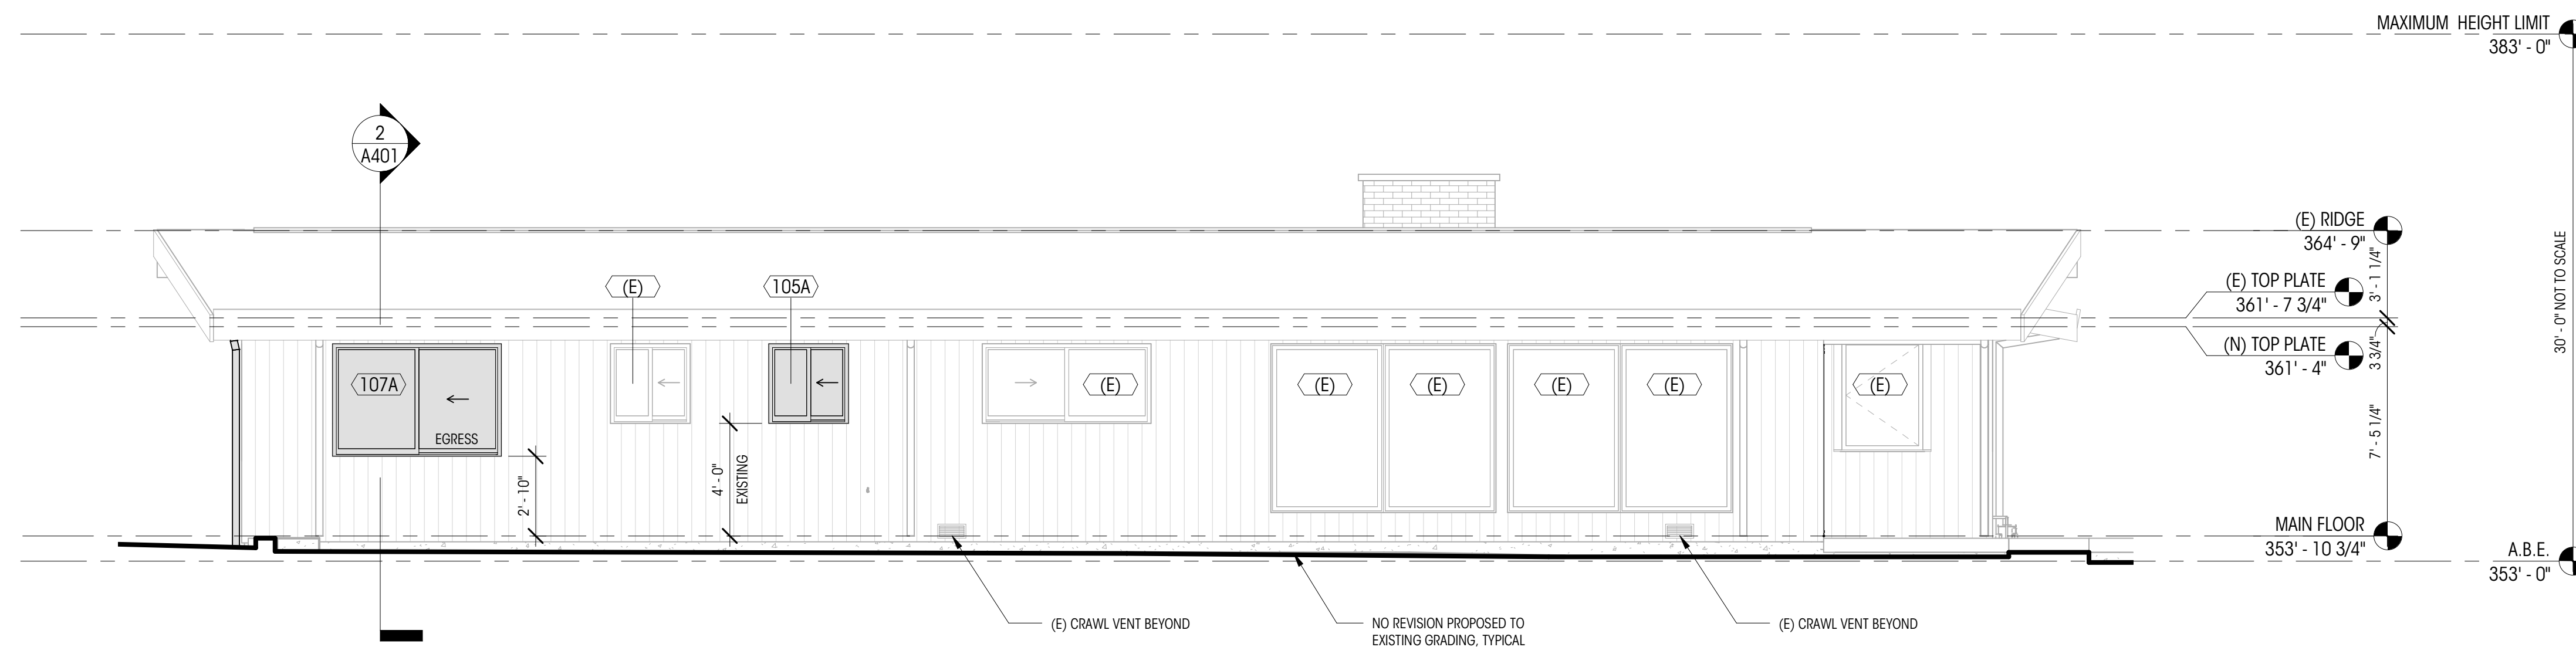 MAXIMUM HEIGHT LIMIT
383' - 0"
2
A401
(E) RIDGE
364' - 9"
3' - 1 1/4"
30' - 0" NOT TO SCALE
(E)
105A
(E) TOP PLATE
361' - 7 3/4"
(N) TOP PLATE
361' - 4"
3 3/4"
107A
EGRESS
(E)
(E)
(E)
(E)
(E)
(E)
2' - 10"
4' - 0"
EXISTING
7' - 5 1/4"
MAIN FLOOR
353' - 10 3/4"
A.B.E.
353' - 0"
(E) CRAWL VENT BEYOND
NO REVISION PROPOSED TO
EXISTING GRADING, TYPICAL
(E) CRAWL VENT BEYOND